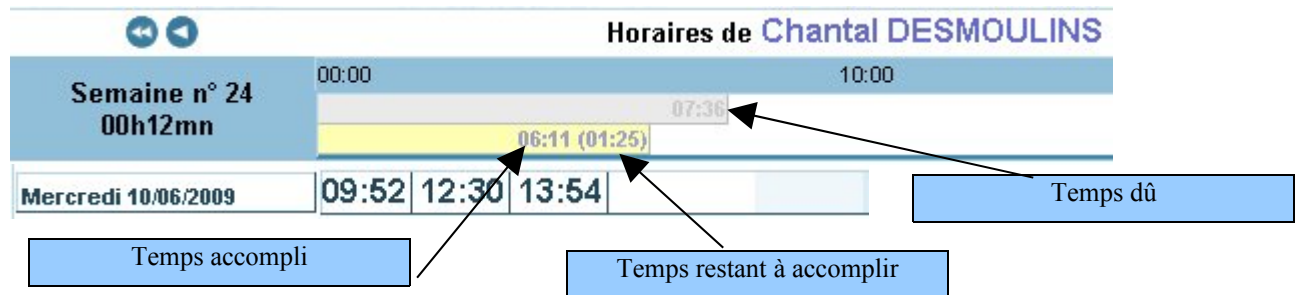 Horaires de Chantal DESMOULINS
Semaine n° 24
00h12mn
00:00 10:00
07:36
06:11 (01:25)
Mercredi 10/06/2009 09:52 12:30 13:54
Temps dû
Temps accompli
Temps restant à accomplir